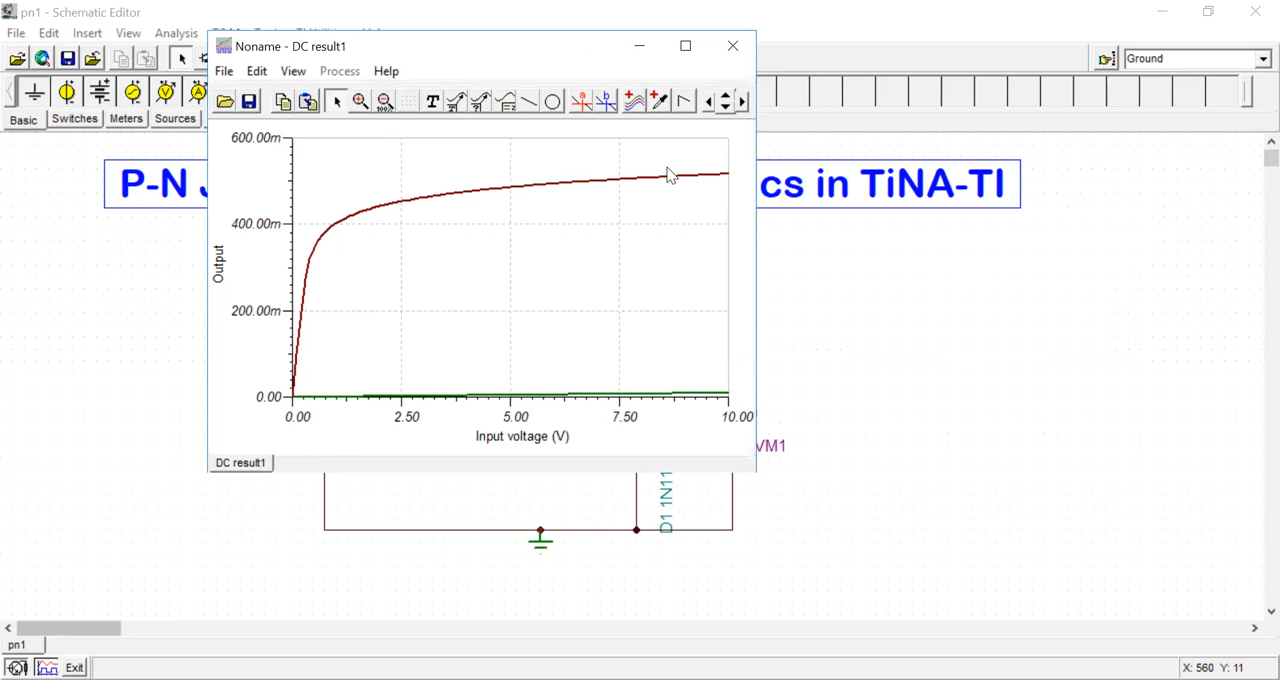 pn1 - Schematic Editor
File Edit Insert View Analysis
Noname - DC result1
File Edit View Process Help
Ground
Basic Switches Meters Sources
T
100%
a
b
P-N J
cs in TiNA-TI
600.00m
400.00m
200.00m
0.00
Output
0.00 2.50 5.00 7.50 10.00
Input voltage (V)
DC result1
VM1
D1 1N11
pn1
Exit
X: 560 Y: 11